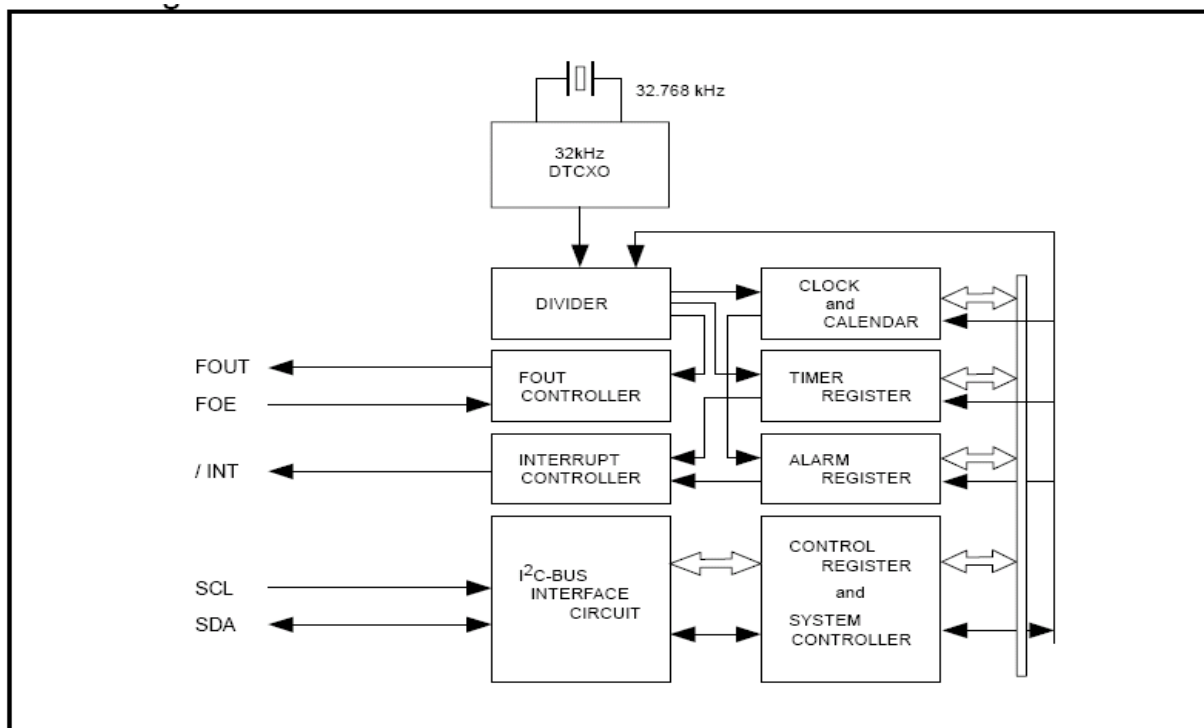 32.768 kHz
32kHz
DTCXO
DIVIDER
CLOCK
and
CALENDAR
FOUT
FOE
FOUT
CONTROLLER
TIMER
REGISTER
/ INT
INTERRUPT
CONTROLLER
ALARM
REGISTER
SCL
SDA
I²C-BUS
INTERFACE
CIRCUIT
CONTROL
REGISTER
and
SYSTEM
CONTROLLER